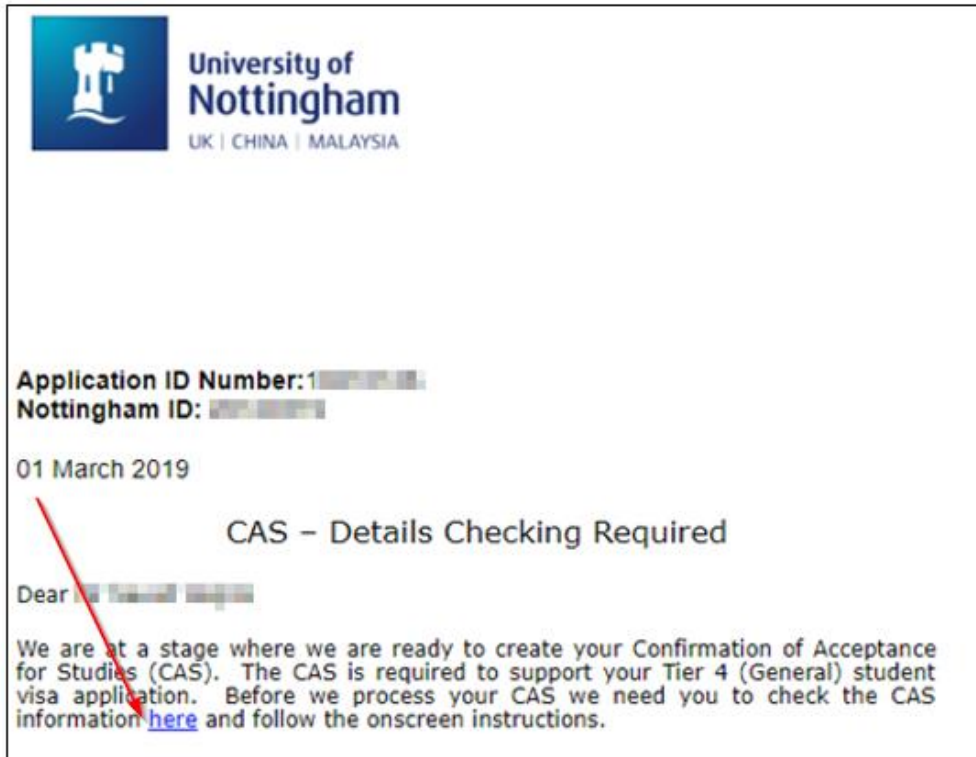 University of
Nottingham
UK | CHINA | MALAYSIA
Application ID Number:1
Nottingham ID:
01 March 2019
CAS – Details Checking Required
Dear
We are at a stage where we are ready to create your Confirmation of Acceptance
for Studies (CAS). The CAS is required to support your Tier 4 (General) student
visa application. Before we process your CAS we need you to check the CAS
information here and follow the onscreen instructions.